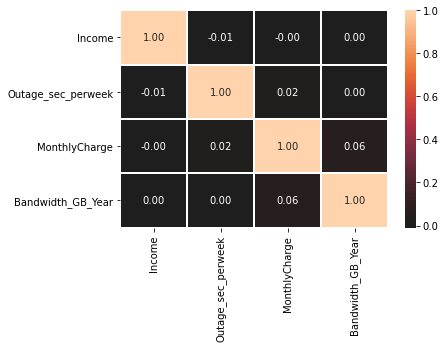 Income
1.00
-0.01
-0.00
0.00
Outage_sec_perweek
-0.01
1.00
0.02
0.00
MonthlyCharge
-0.00
0.02
1.00
0.06
Bandwidth_GB_Year
0.00
0.00
0.06
1.00
Income
Outage_sec_perweek
MonthlyCharge
Bandwidth_GB_Year
1.0
0.8
0.6
0.4
0.2
0.0